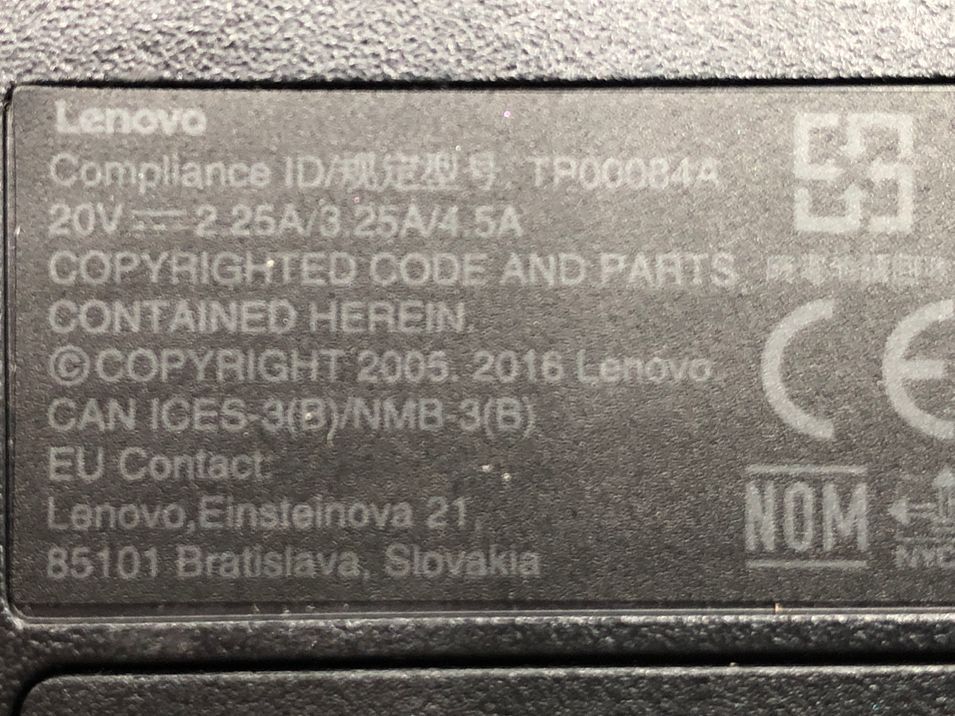 Lenovo
Compliance ID/规定型号 TP00084A
20V ⎓ 2.25A/3.25A/4.5A
COPYRIGHTED CODE AND PARTS
CONTAINED HEREIN.
©COPYRIGHT 2005, 2016 Lenovo.
CAN ICES-3(B)/NMB-3(B)
EU Contact:
Lenovo,Einsteinova 21,
85101 Bratislava, Slovakia
CE
NOM
NYC